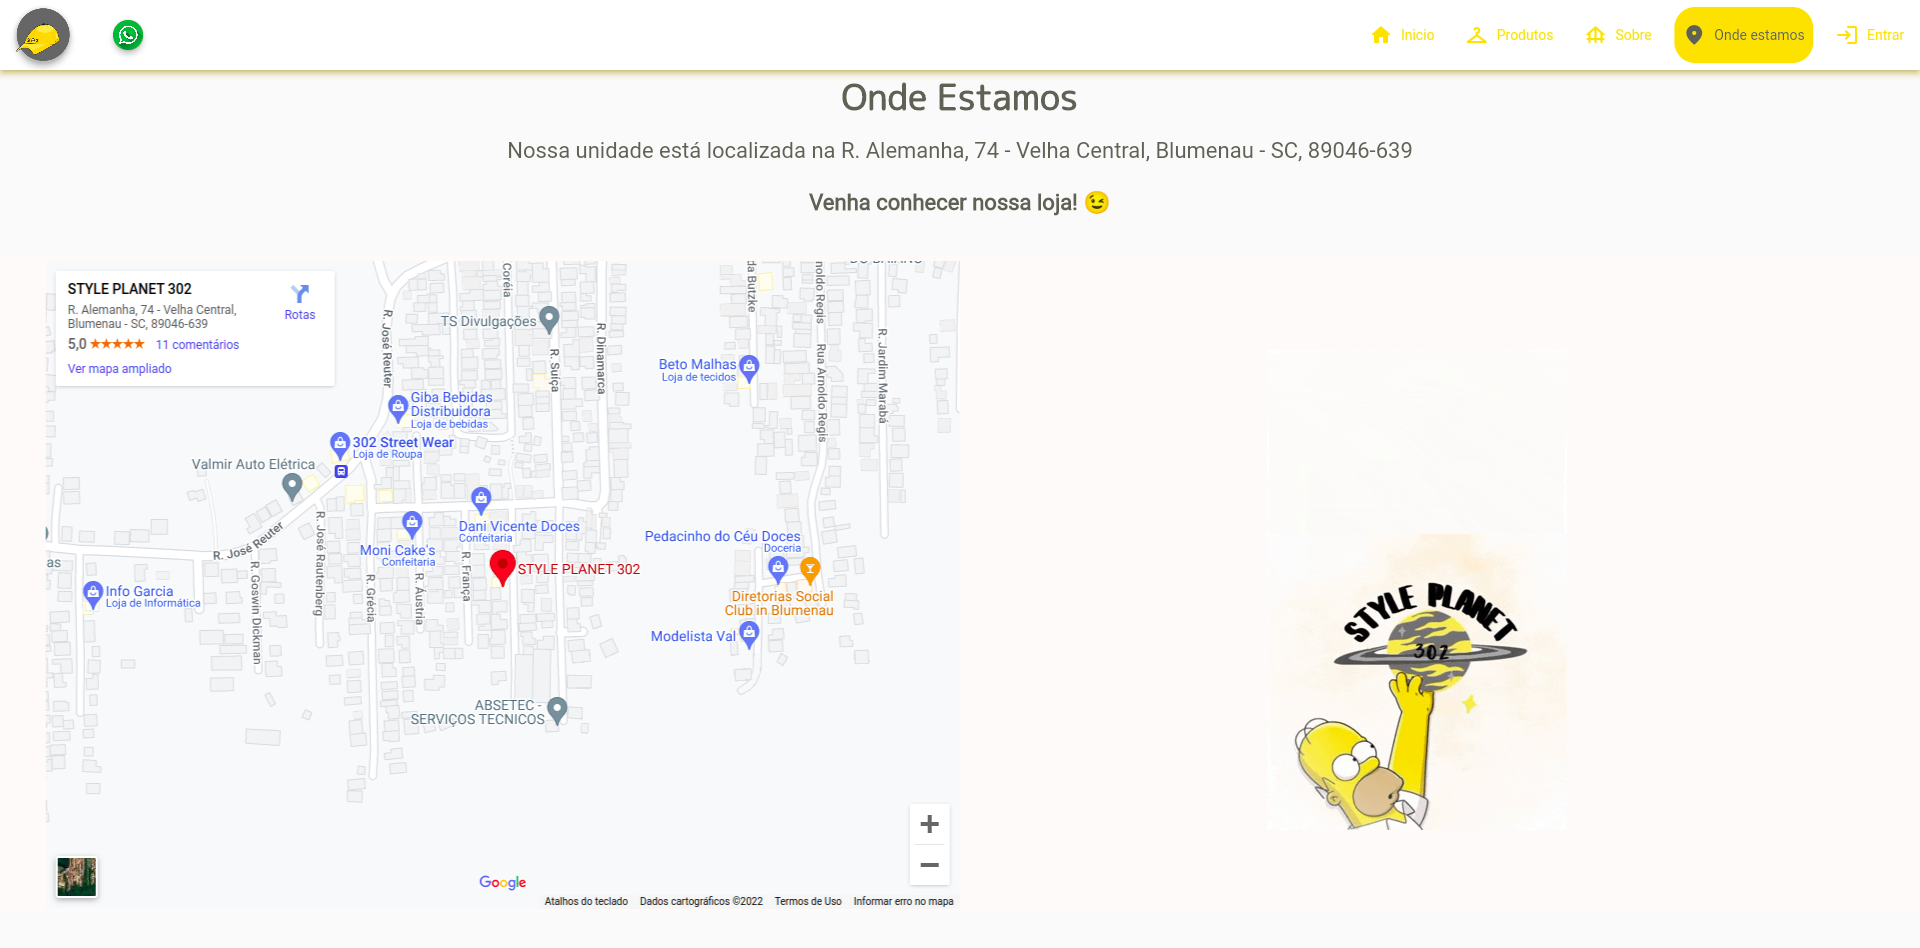 Inicio
Produtos
Sobre
Onde estamos
Entrar
Onde Estamos
Nossa unidade está localizada na R. Alemanha, 74 - Velha Central, Blumenau - SC, 89046-639
Venha conhecer nossa loja! 😉
STYLE PLANET 302
R. Alemanha, 74 - Velha Central,
Blumenau - SC, 89046-639
5,0 ★★★★★ 11 comentários
Ver mapa ampliado
Rotas
R. José Reuter
Coréia
TS Divulgações
R. Suíça
R. Dinamarca
da Butzke
Arnoldo Regis
Rua Arnoldo Regis
R. Jardim Marabá
Beto Malhas
Loja de tecidos
Giba Bebidas
Distribuidora
Loja de bebidas
302 Street Wear
Loja de Roupa
Valmir Auto Elétrica
Dani Vicente Doces
Confeitaria
Moni Cake's
Confeitaria
R. José Reuter
R. José Rautenberg
R. Goswin Dickman
R. Grécia
R. Áustria
R. França
STYLE PLANET 302
as
Info Garcia
Loja de Informática
Pedacinho do Céu Doces
Doceria
Diretorias Social
Club in Blumenau
Modelista Val
ABSETEC -
SERVIÇOS TECNICOS
Google
Atalhos do teclado
Dados cartográficos ©2022
Termos de Uso
Informar erro no mapa
STYLE PLANET
302